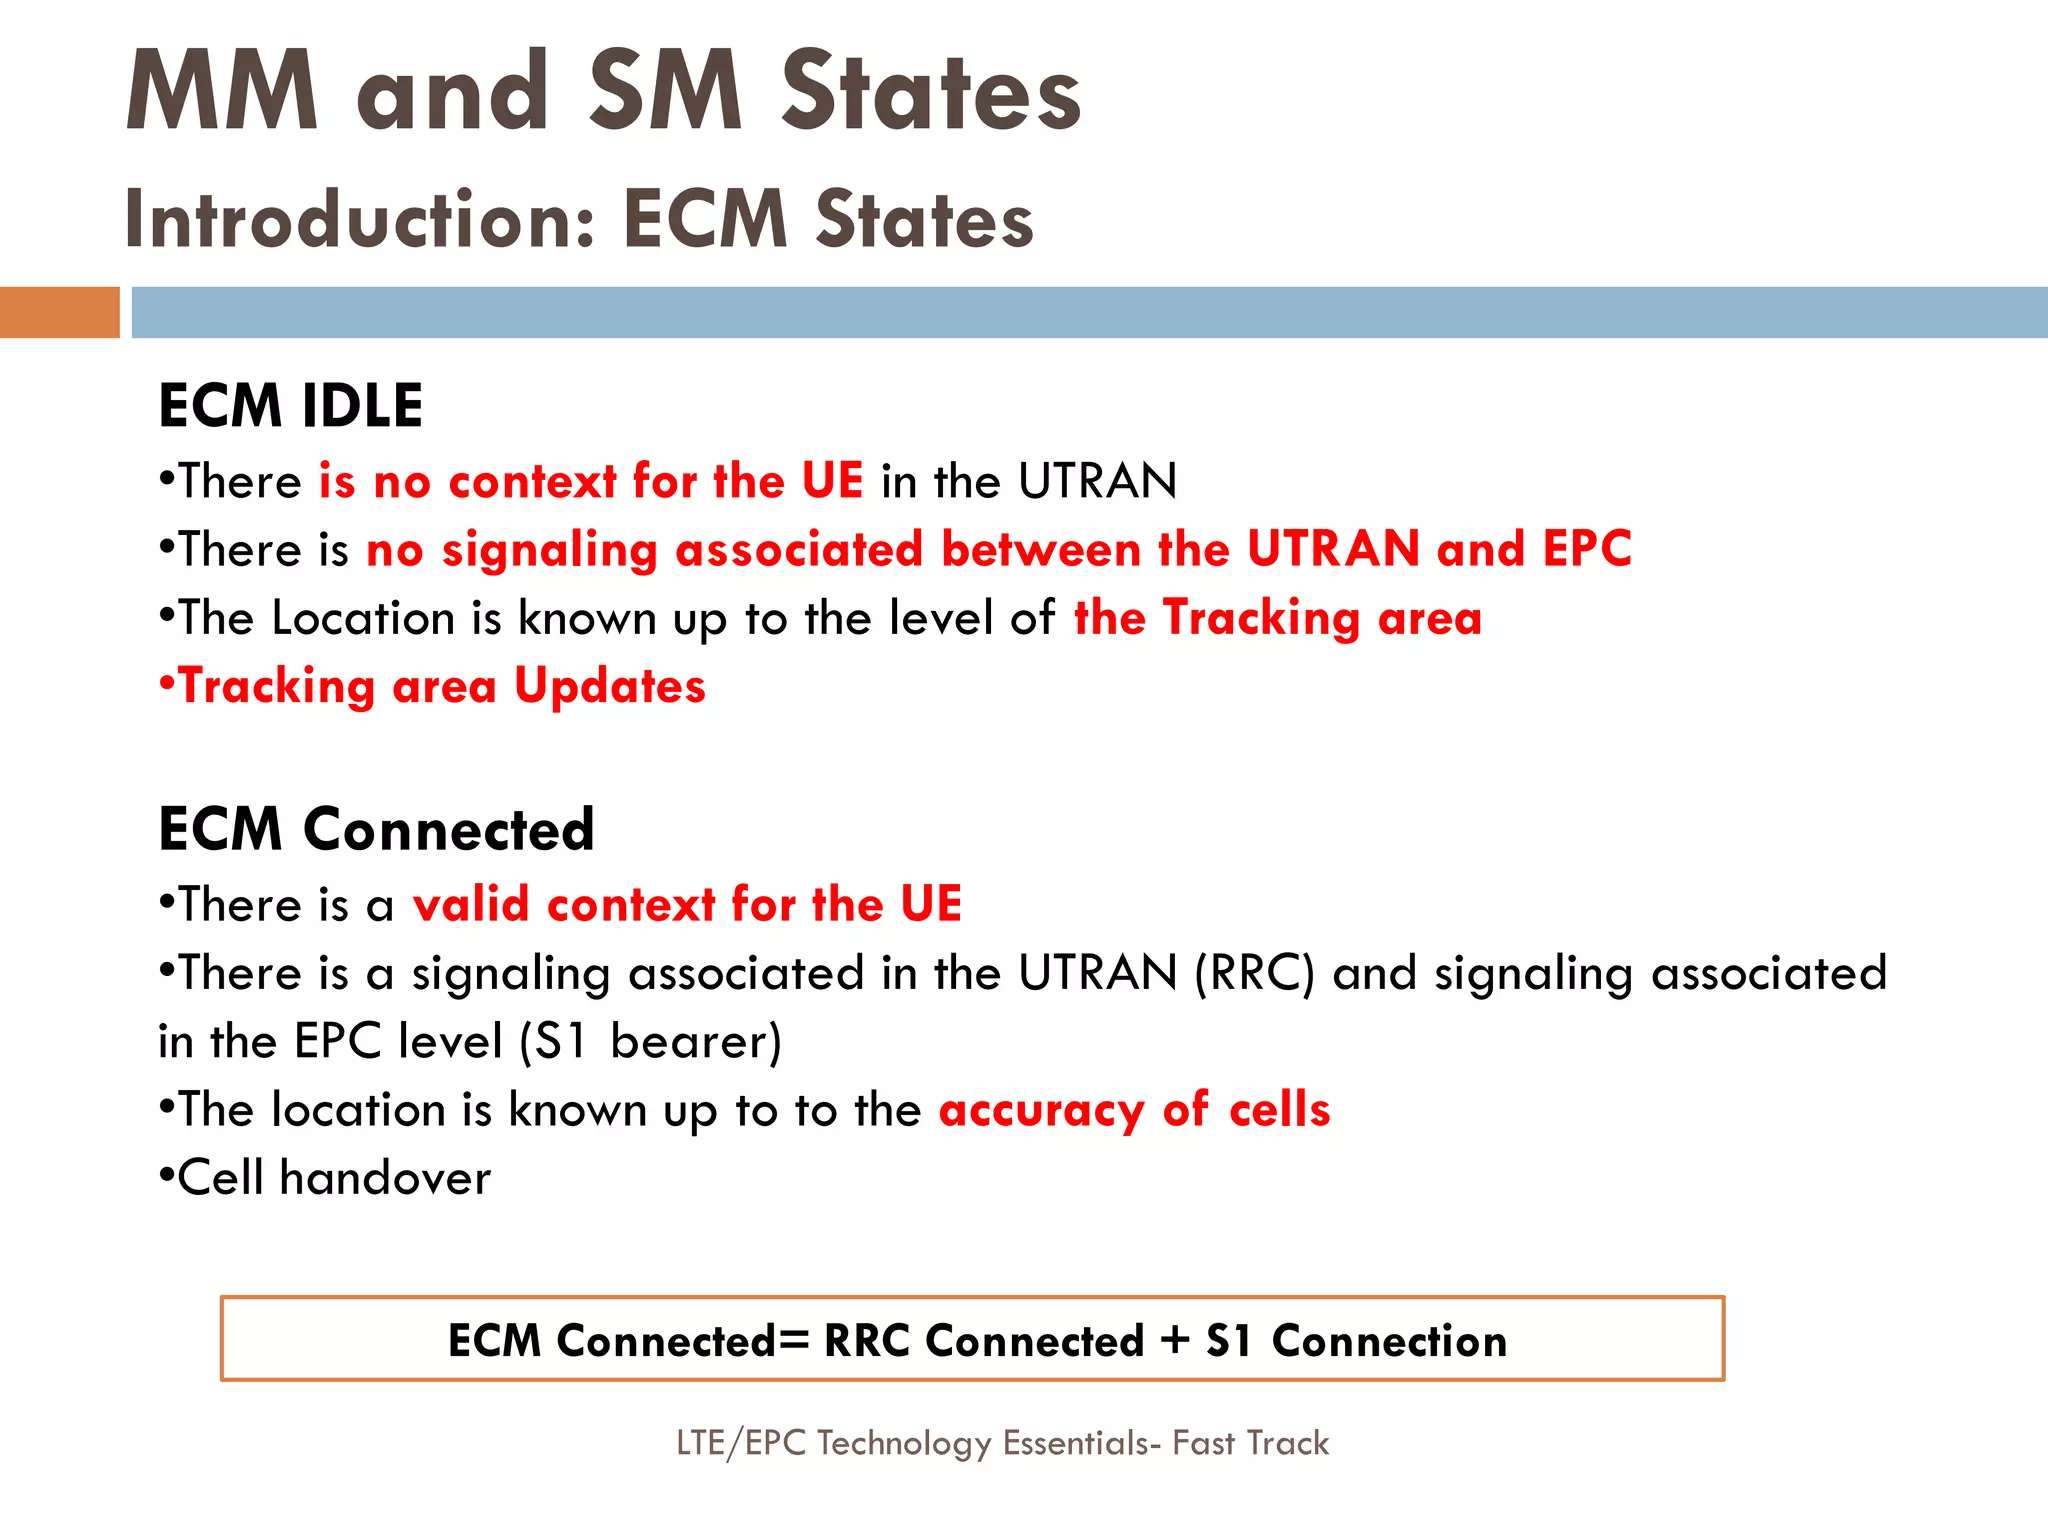 MM and SM States
Introduction: ECM States
ECM IDLE
•There is no context for the UE in the UTRAN
•There is no signaling associated between the UTRAN and EPC
•The Location is known up to the level of the Tracking area
•Tracking area Updates
ECM Connected
•There is a valid context for the UE
•There is a signaling associated in the UTRAN (RRC) and signaling associated
in the EPC level (S1 bearer)
•The location is known up to to the accuracy of cells
•Cell handover
ECM Connected= RRC Connected + S1 Connection
LTE/EPC Technology Essentials- Fast Track